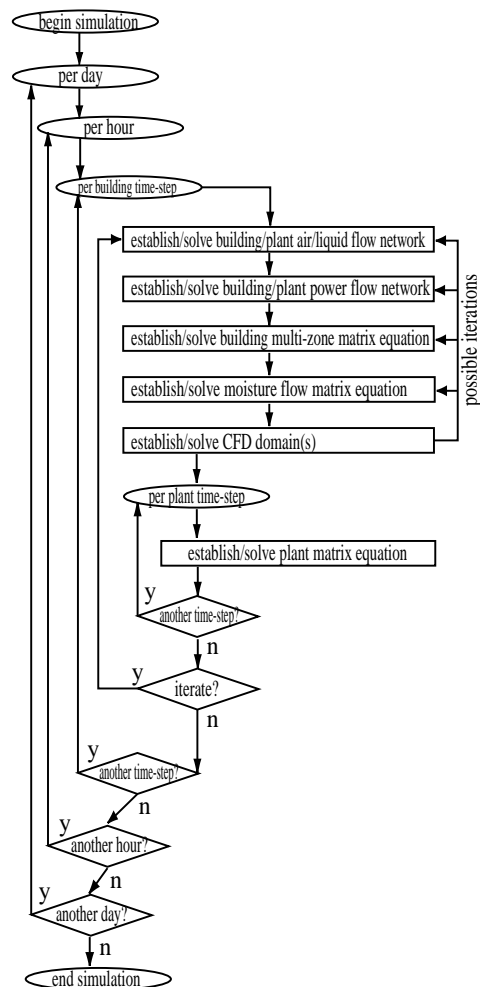 begin simulation
per day
per hour
per building time-step
establish/solve building/plant air/liquid flow network
establish/solve building/plant power flow network
establish/solve building multi-zone matrix equation
establish/solve moisture flow matrix equation
establish/solve CFD domain(s)
possible iterations
per plant time-step
establish/solve plant matrix equation
y
another time-step?
n
y
iterate?
n
y
another time-step?
n
y
another hour?
n
y
another day?
n
end simulation